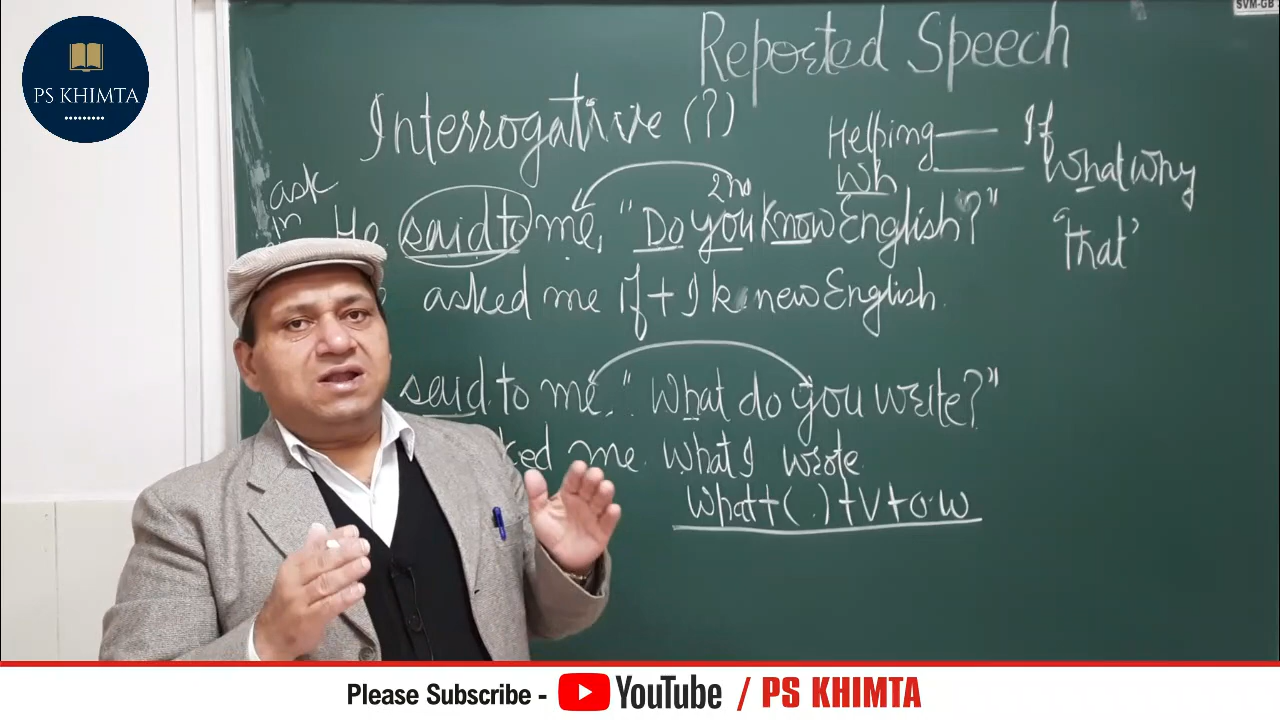 SVM-GB
PS KHIMTA
Reported Speech
Interrogative (?)
Helping — If
Wh — What Why
'that'
ask
in
2nd
He said to me, "Do you know English?"
asked me if + I knew English.
said to me, "What do you write?"
ked me what I wrote.
What + ( . ) + V + o.w
Please Subscribe - YouTube / PS KHIMTA